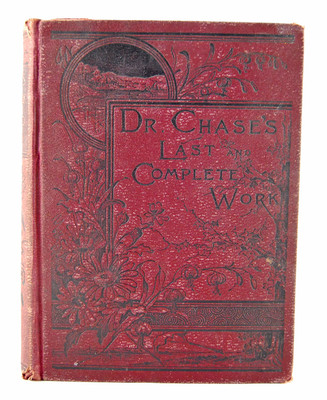 DR CHASE'S
LAST AND
COMPLETE
WORK